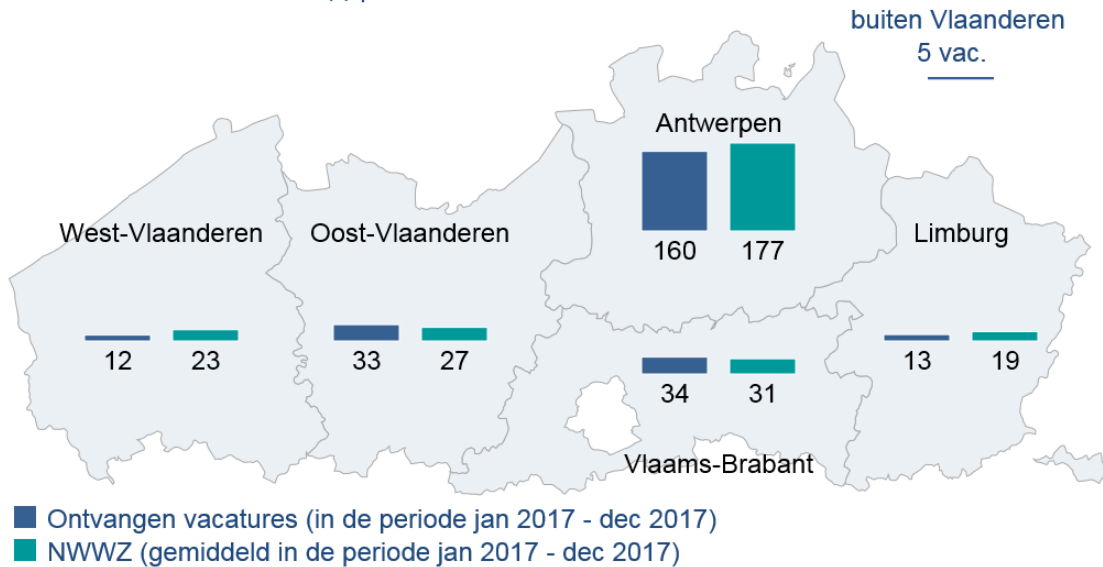 buiten Vlaanderen
5 vac.
Antwerpen
160 177
West-Vlaanderen
12 23
Oost-Vlaanderen
33 27
Limburg
13 19
34 31
Vlaams-Brabant
Ontvangen vacatures (in de periode jan 2017 - dec 2017)
NWWZ (gemiddeld in de periode jan 2017 - dec 2017)